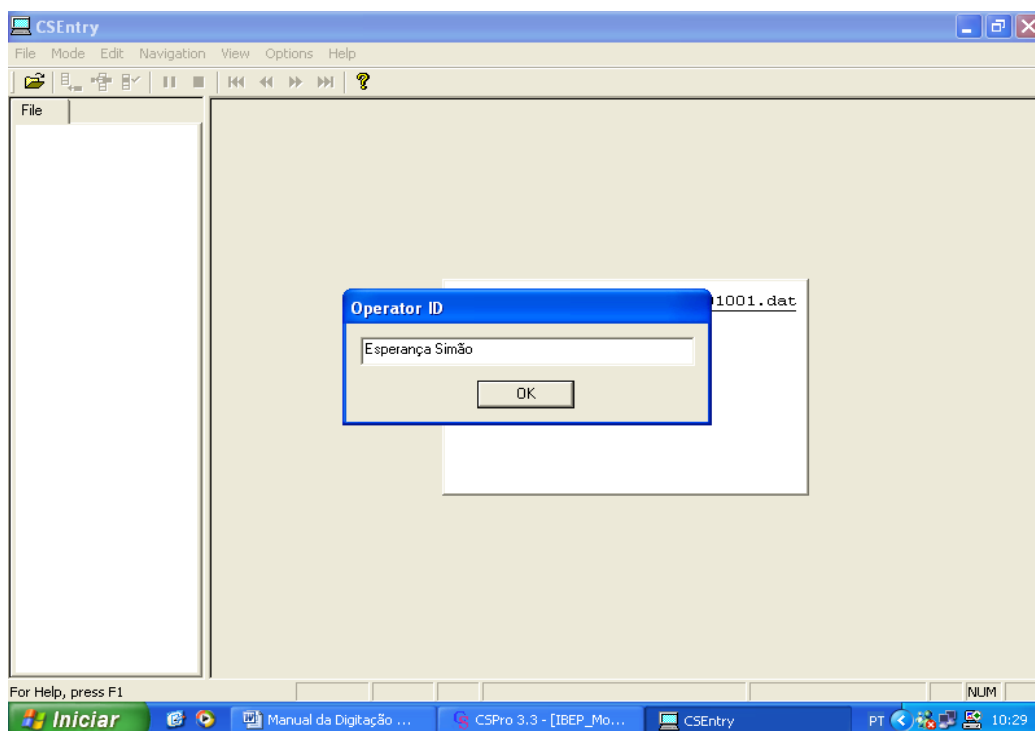 CSEntry
File Mode Edit Navigation View Options Help
File
1001.dat
Operator ID
Esperança Simão
OK
For Help, press F1
NUM
Iniciar
Manual da Digitação ...
CSPro 3.3 - [IBEP_Mo...
CSEntry
PT
10:29